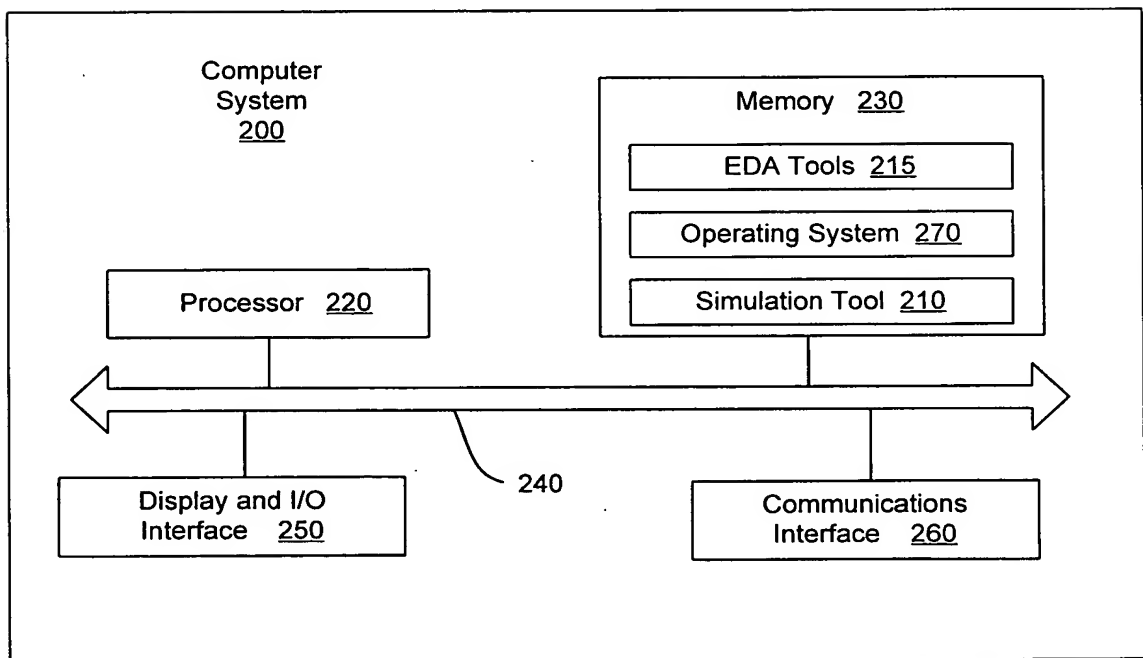 Computer
System
200
Memory 230
EDA Tools 215
Operating System 270
Simulation Tool 210
Processor 220
240
Display and I/O
Interface 250
Communications
Interface 260